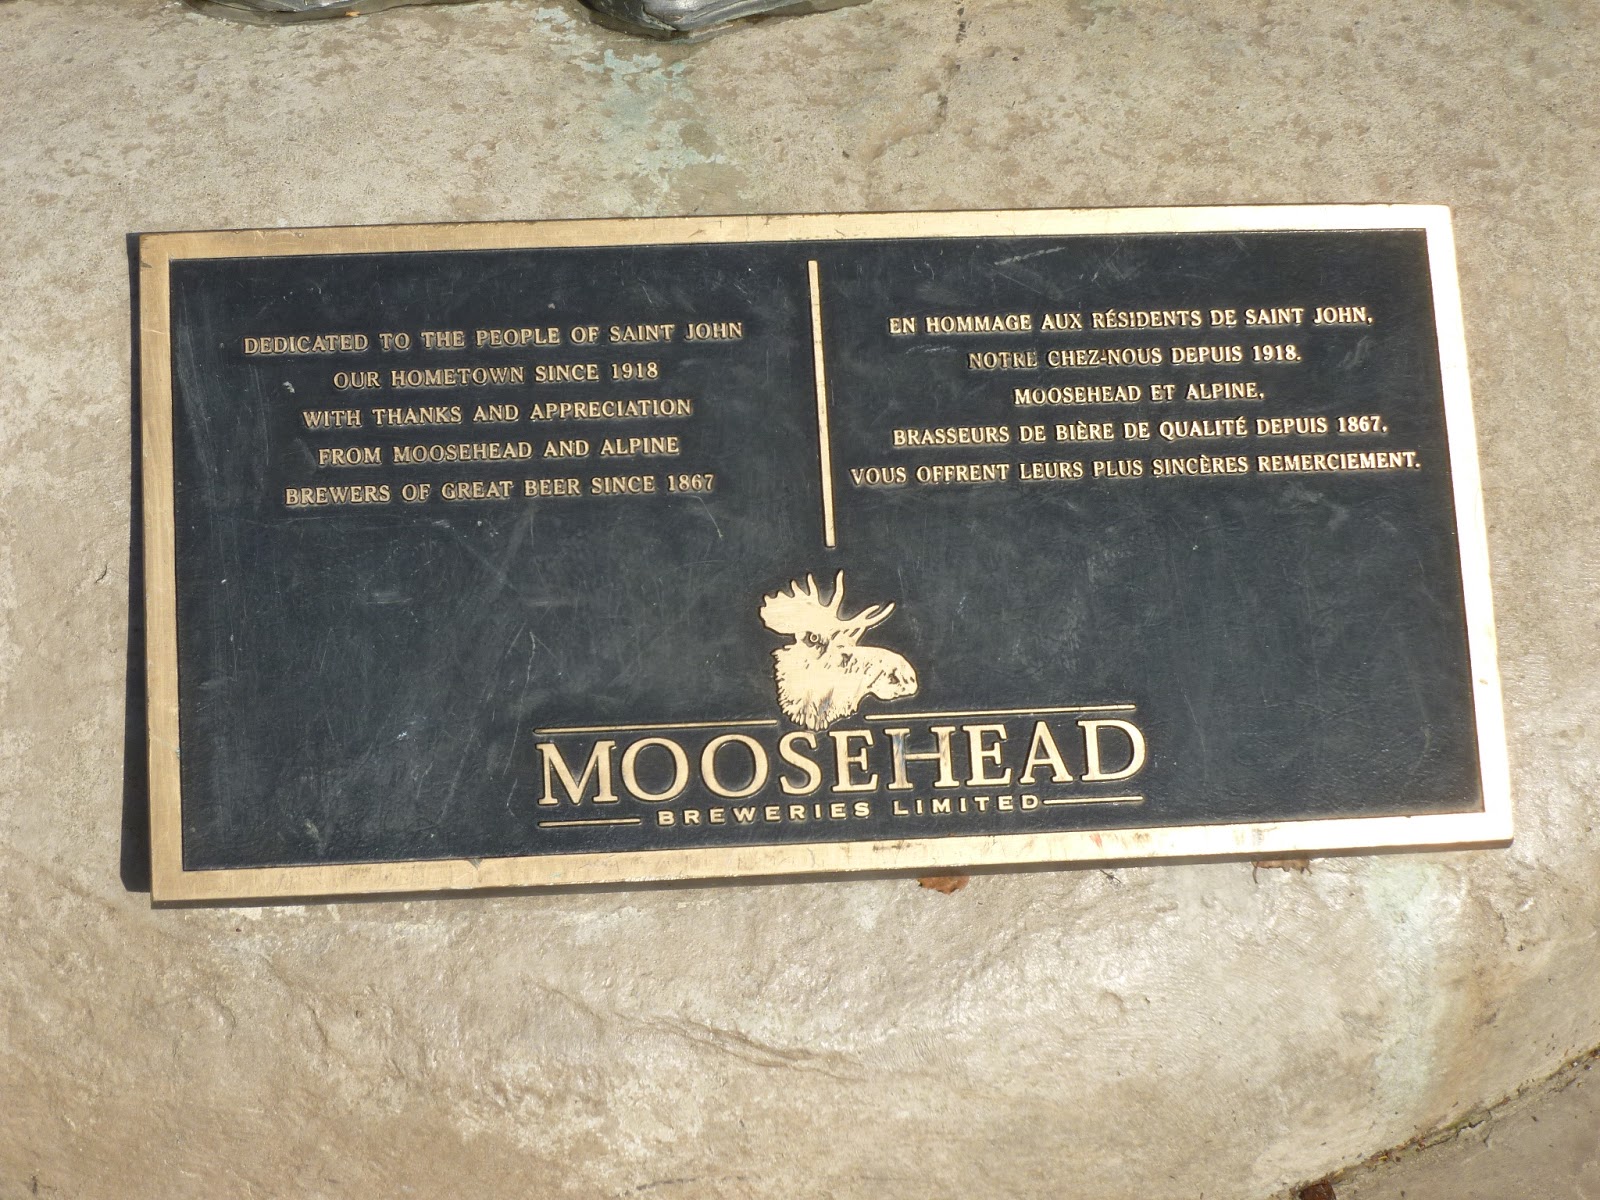 DEDICATED TO THE PEOPLE OF SAINT JOHN
OUR HOMETOWN SINCE 1918
WITH THANKS AND APPRECIATION
FROM MOOSEHEAD AND ALPINE
BREWERS OF GREAT BEER SINCE 1867
EN HOMMAGE AUX RÉSIDENTS DE SAINT JOHN,
NOTRE CHEZ-NOUS DEPUIS 1918.
MOOSEHEAD ET ALPINE,
BRASSEURS DE BIÈRE DE QUALITÉ DEPUIS 1867,
VOUS OFFRENT LEURS PLUS SINCÈRES REMERCIEMENT.
MOOSEHEAD
BREWERIES LIMITED